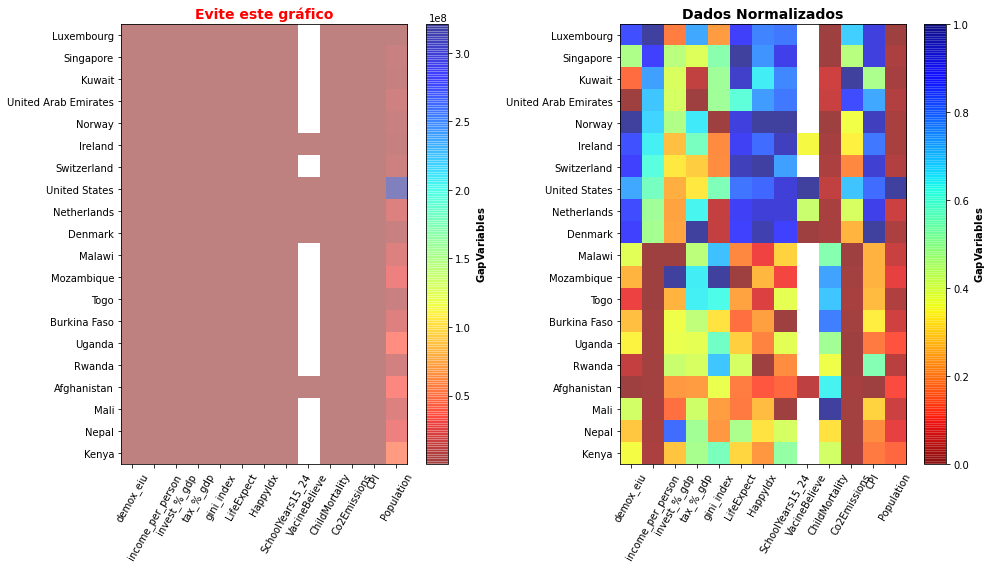 Evite este gráfico
1e8
Luxembourg
Singapore
Kuwait
United Arab Emirates
Norway
Ireland
Switzerland
United States
Netherlands
Denmark
Malawi
Mozambique
Togo
Burkina Faso
Uganda
Rwanda
Afghanistan
Mali
Nepal
Kenya
demox_eiu
income_per_person
invest_%_gdp
tax_%_gdp
gini_index
LifeExpect
HappyIdx
SchoolYears15_24
VacineBelieve
ChildMortality
Co2Emissions
CPI
Population
3.0
2.5
2.0
1.5
1.0
0.5
GapVariables
Dados Normalizados
Luxembourg
Singapore
Kuwait
United Arab Emirates
Norway
Ireland
Switzerland
United States
Netherlands
Denmark
Malawi
Mozambique
Togo
Burkina Faso
Uganda
Rwanda
Afghanistan
Mali
Nepal
Kenya
demox_eiu
income_per_person
invest_%_gdp
tax_%_gdp
gini_index
LifeExpect
HappyIdx
SchoolYears15_24
VacineBelieve
ChildMortality
Co2Emissions
CPI
Population
1.0
0.8
0.6
0.4
0.2
0.0
GapVariables